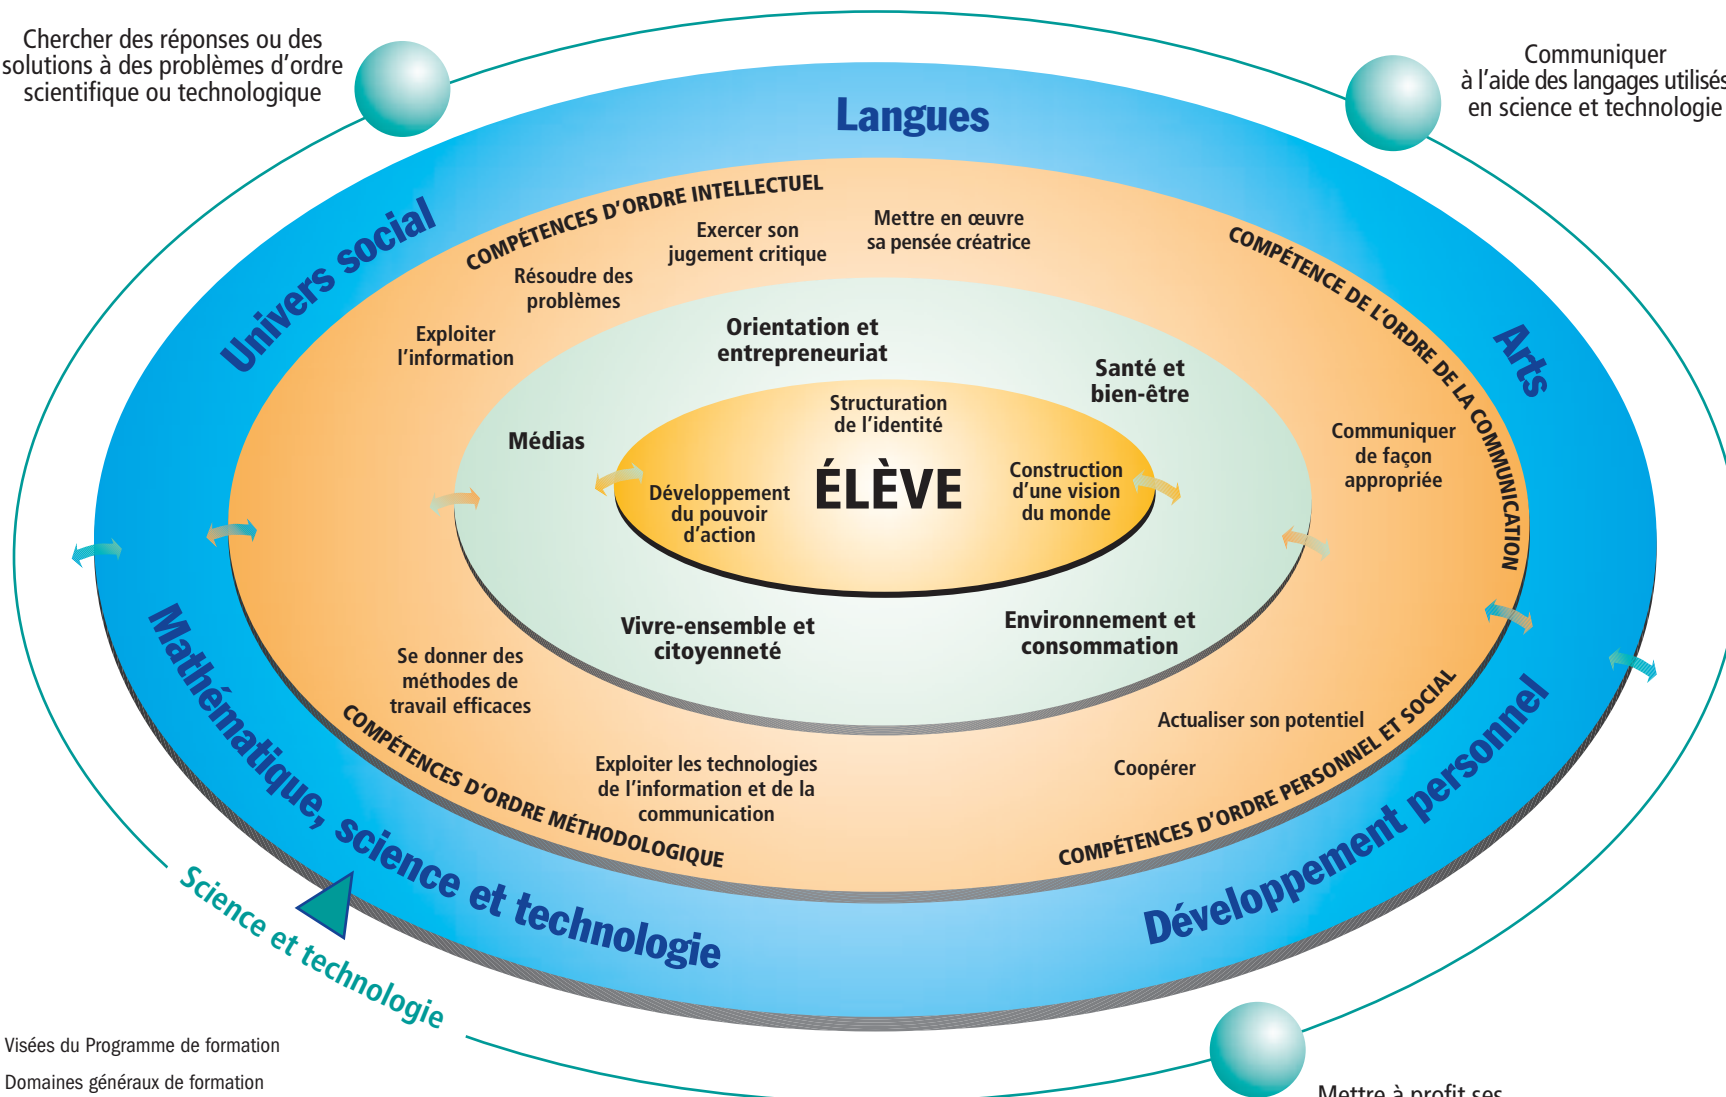 Chercher des réponses ou des
solutions à des problèmes d’ordre
scientifique ou technologique
Communiquer
à l’aide des langages utilisés
en science et technologie
Langues
Univers social
Arts
COMPÉTENCES D’ORDRE INTELLECTUEL
Mettre en œuvre
sa pensée créatrice
Exercer son
jugement critique
Résoudre des
problèmes
Exploiter
l’information
COMPÉTENCE DE L’ORDRE DE LA COMMUNICATION
Communiquer
de façon
appropriée
Orientation et
entrepreneuriat
Santé et
bien-être
Médias
Structuration
de l’identité
ÉLÈVE
Développement
du pouvoir
d’action
Construction
d’une vision
du monde
Vivre-ensemble et
citoyenneté
Environnement et
consommation
Se donner des
méthodes de
travail efficaces
Exploiter les technologies
de l’information et de la
communication
COMPÉTENCES D’ORDRE MÉTHODOLOGIQUE
Actualiser son potentiel
Coopérer
COMPÉTENCES D’ORDRE PERSONNEL ET SOCIAL
Mathématique, science et technologie
Développement personnel
Science et technologie
Visées du Programme de formation
Domaines généraux de formation
Mettre à profit ses